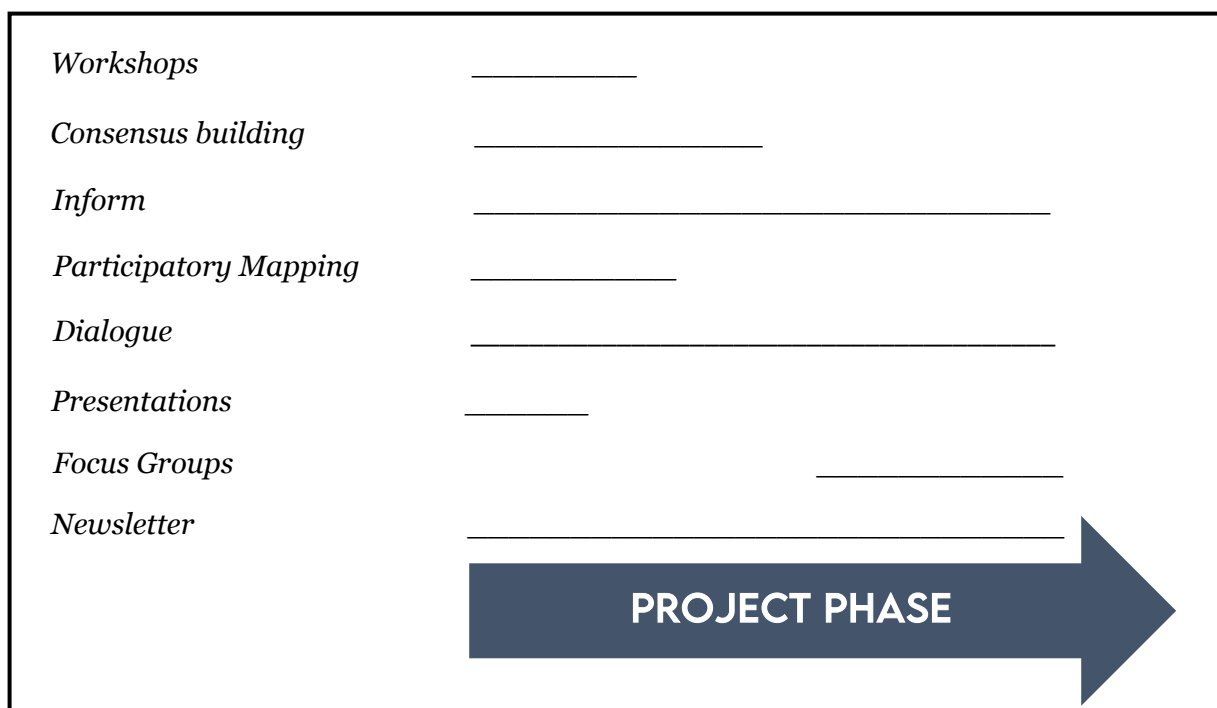 Workshops
Consensus building
Inform
Participatory Mapping
Dialogue
Presentations
Focus Groups
Newsletter
PROJECT PHASE